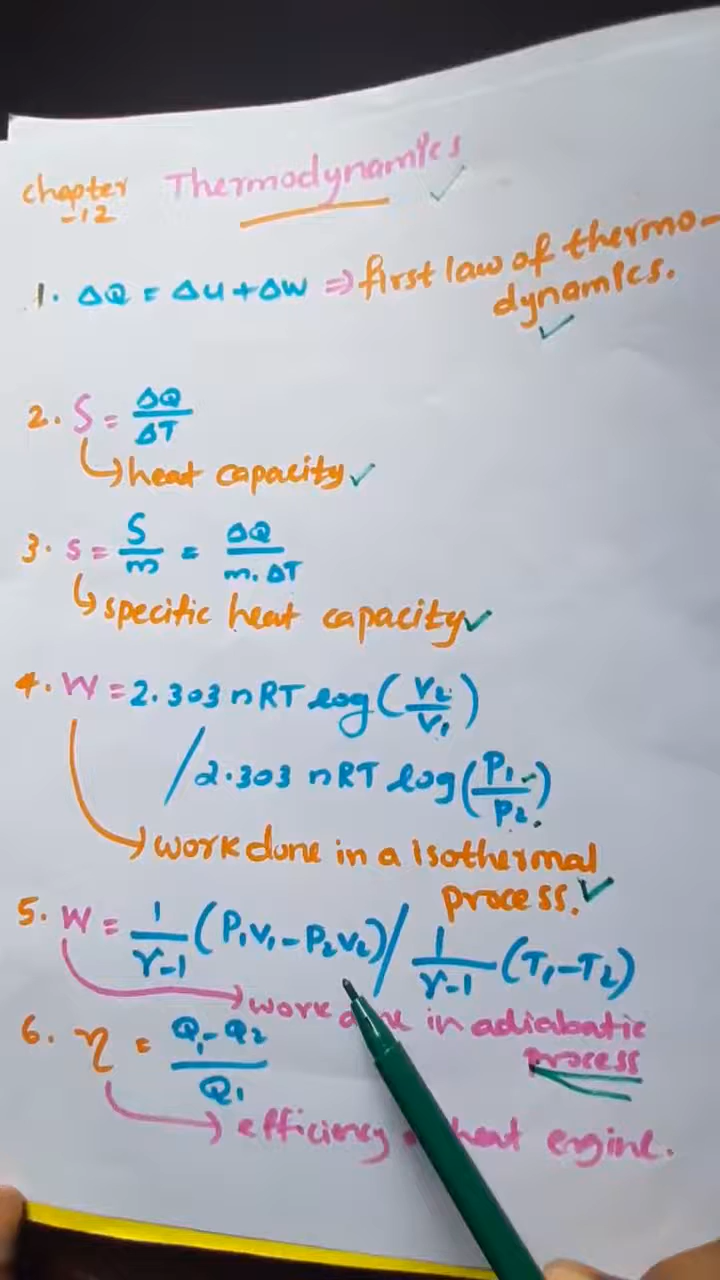 chapter Thermodynamics
-12
1. ΔQ = ΔU + ΔW ⇒ first law of thermo-
dynamics.
2. S = ΔQ/ΔT
heat capacity
3. s = S/m = ΔQ/m.ΔT
specific heat capacity
4. W = 2.303 nRT log (V2/V1)
/2.303 nRT log (P1/P2)
work done in a isothermal
process.
5. W = 1/γ-1 (P1V1 - P2V2) / 1/γ-1 (T1 - T2)
work in adiabatic
process
6. η = Q1 - Q2/Q1
efficiency heat engine.